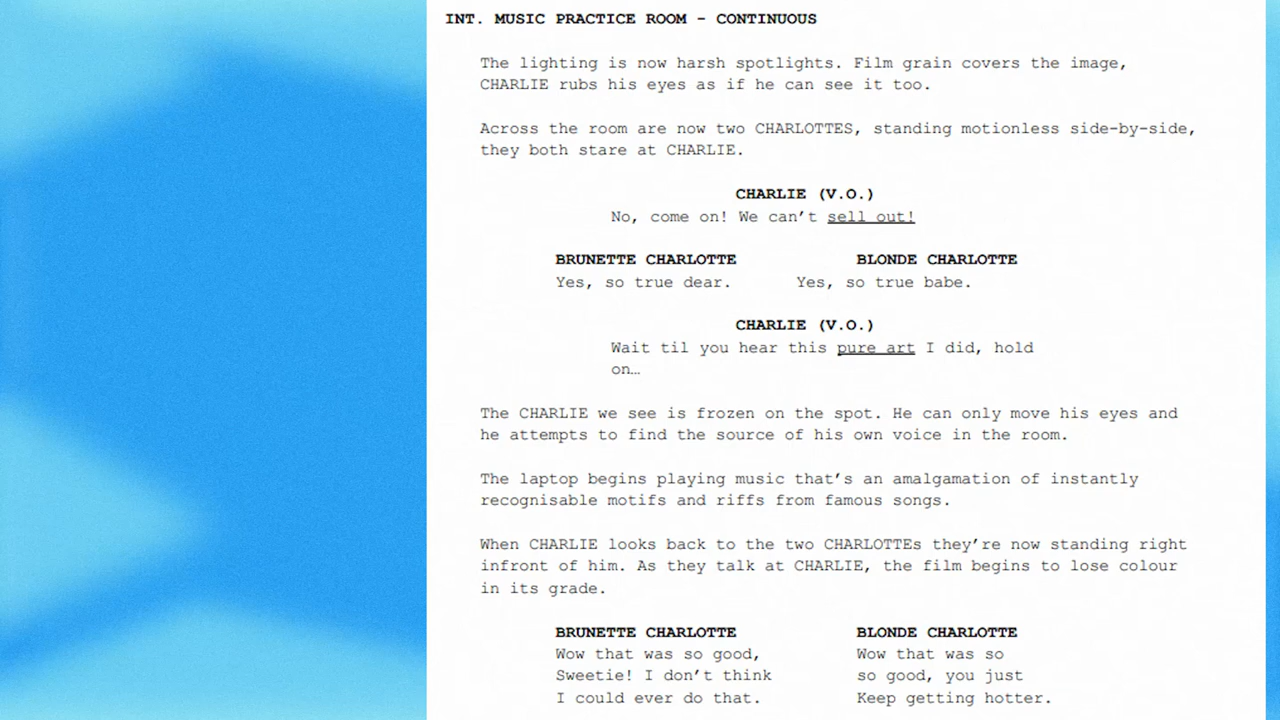 INT. MUSIC PRACTICE ROOM – CONTINUOUS
The lighting is now harsh spotlights. Film grain covers the image,
CHARLIE rubs his eyes as if he can see it too.
Across the room are now two CHARLOTTES, standing motionless side-by-side,
they both stare at CHARLIE.
CHARLIE (V.O.)
No, come on! We can’t sell out!
BRUNETTE CHARLOTTE BLONDE CHARLOTTE
Yes, so true dear. Yes, so true babe.
CHARLIE (V.O.)
Wait til you hear this pure art I did, hold
on…
The CHARLIE we see is frozen on the spot. He can only move his eyes and
he attempts to find the source of his own voice in the room.
The laptop begins playing music that’s an amalgamation of instantly
recognisable motifs and riffs from famous songs.
When CHARLIE looks back to the two CHARLOTTEs they’re now standing right
infront of him. As they talk at CHARLIE, the film begins to lose colour
in its grade.
BRUNETTE CHARLOTTE BLONDE CHARLOTTE
Wow that was so good, Wow that was so
Sweetie! I don’t think so good, you just
I could ever do that. Keep getting hotter.